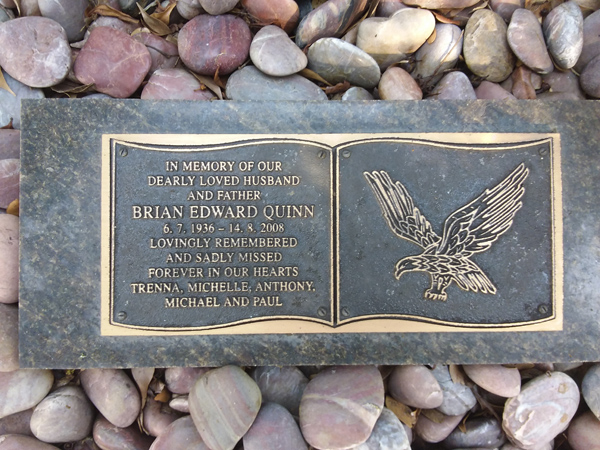 IN MEMORY OF OUR
DEARLY LOVED HUSBAND
AND FATHER
BRIAN EDWARD QUINN
6. 7. 1936 – 14. 8. 2008
LOVINGLY REMEMBERED
AND SADLY MISSED
FOREVER IN OUR HEARTS
TRENNA, MICHELLE, ANTHONY,
MICHAEL AND PAUL